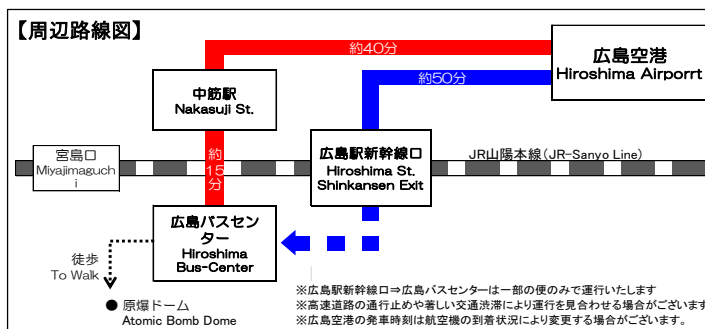 【周辺路線図】
約40分
広島空港
Hiroshima Airporrt
約50分
中筋駅
Nakasuji St.
宮島口
Miyajimaguch
i
約
15
分
広島駅新幹線口
Hiroshima St.
Shinkansen Exit
JR山陽本線(JR-Sanyo Line)
広島バスセン
ター
Hiroshima
Bus-Center
徒歩
To Walk
● 原爆ドーム
Atomic Bomb Dome
※広島駅新幹線口⇒広島バスセンターは一部の便のみで運行いたします
※高速道路の通行止めや著しい交通渋滞により運行を見合わせる場合がございます
※広島空港の発車時刻は航空機の到着状況により変更する場合がございます。